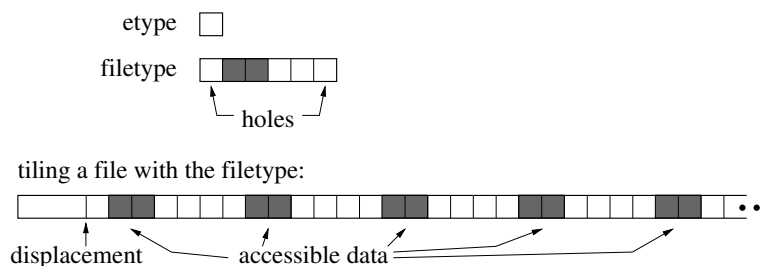 etype
filetype
holes
tiling a file with the filetype:
displacement
accessible data